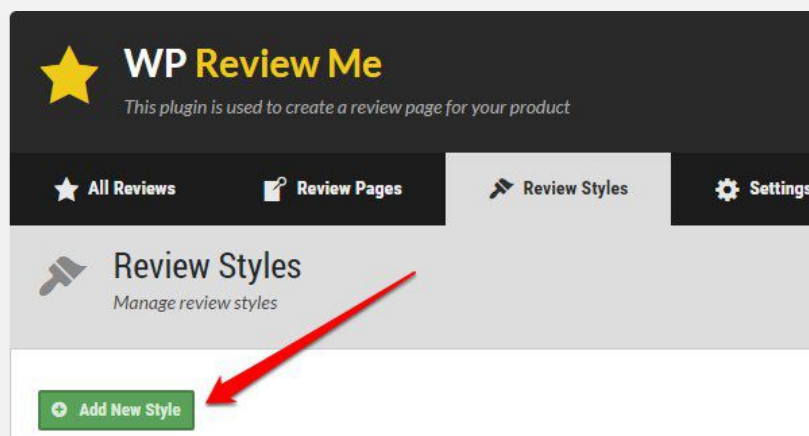 WP Review Me
This plugin is used to create a review page for your product
All Reviews
Review Pages
Review Styles
Settings
Review Styles
Manage review styles
Add New Style